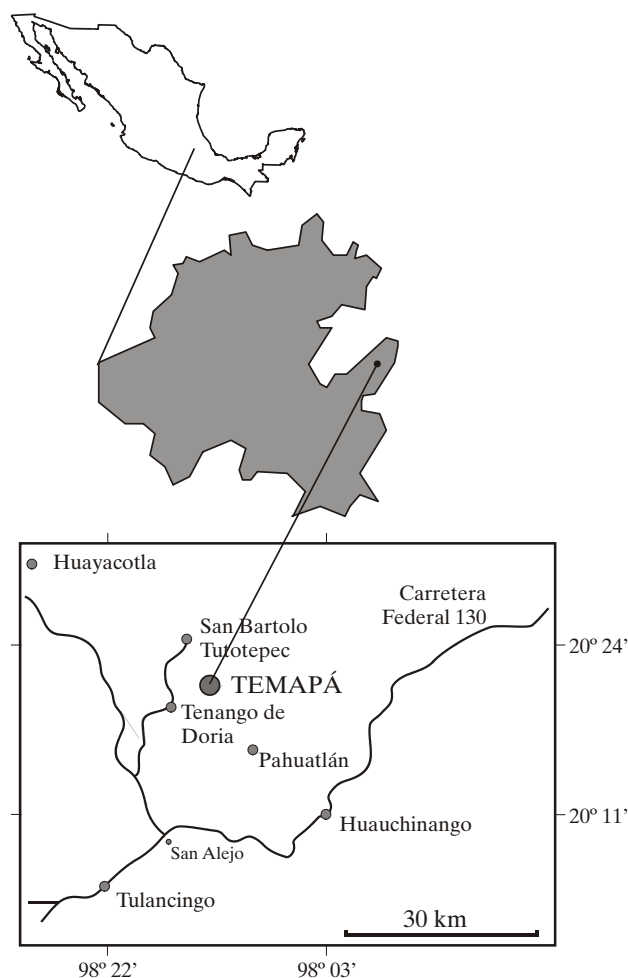 Huayacotla
Carretera
Federal 130
San Bartolo
Tutotepec
20º 24’
TEMAPÁ
Tenango de
Doria
Pahuatlán
20º 11’
Huauchinango
San Alejo
Tulancingo
30 km
98º 22’
98º 03’